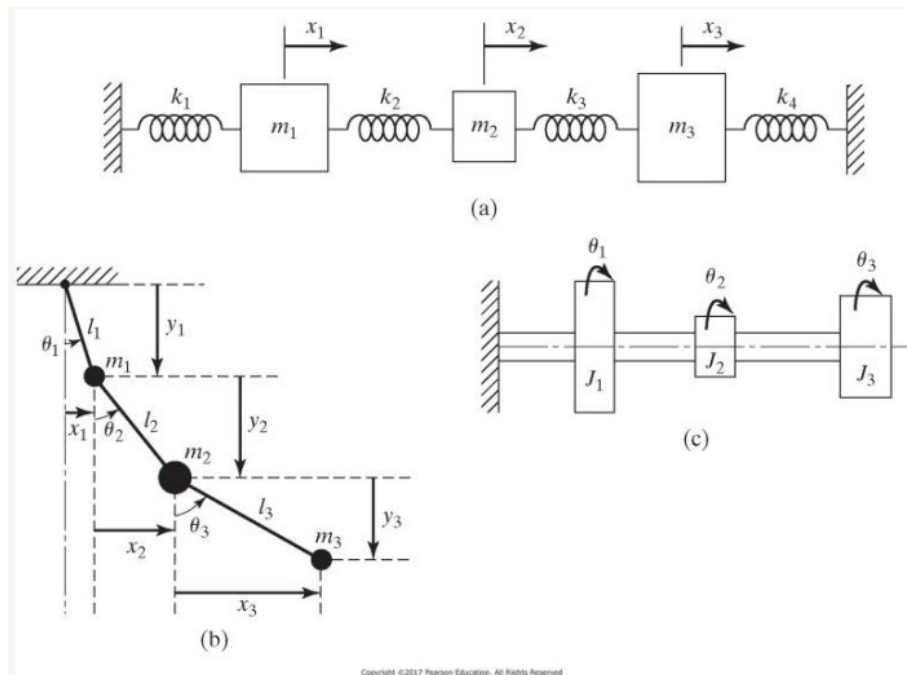 x₁ x₂ x₃
k₁ k₂ k₃ k₄
m₁ m₂ m₃
(a)
θ₁ θ₂ θ₃
J₁ J₂ J₃
(c)
θ₁ l₁ y₁
m₁
x₁ θ₂ l₂ y₂
m₂
θ₃ l₃ y₃
x₂ m₃
x₃
(b)
Copyright ©2017 Pearson Education. All Rights Reserved